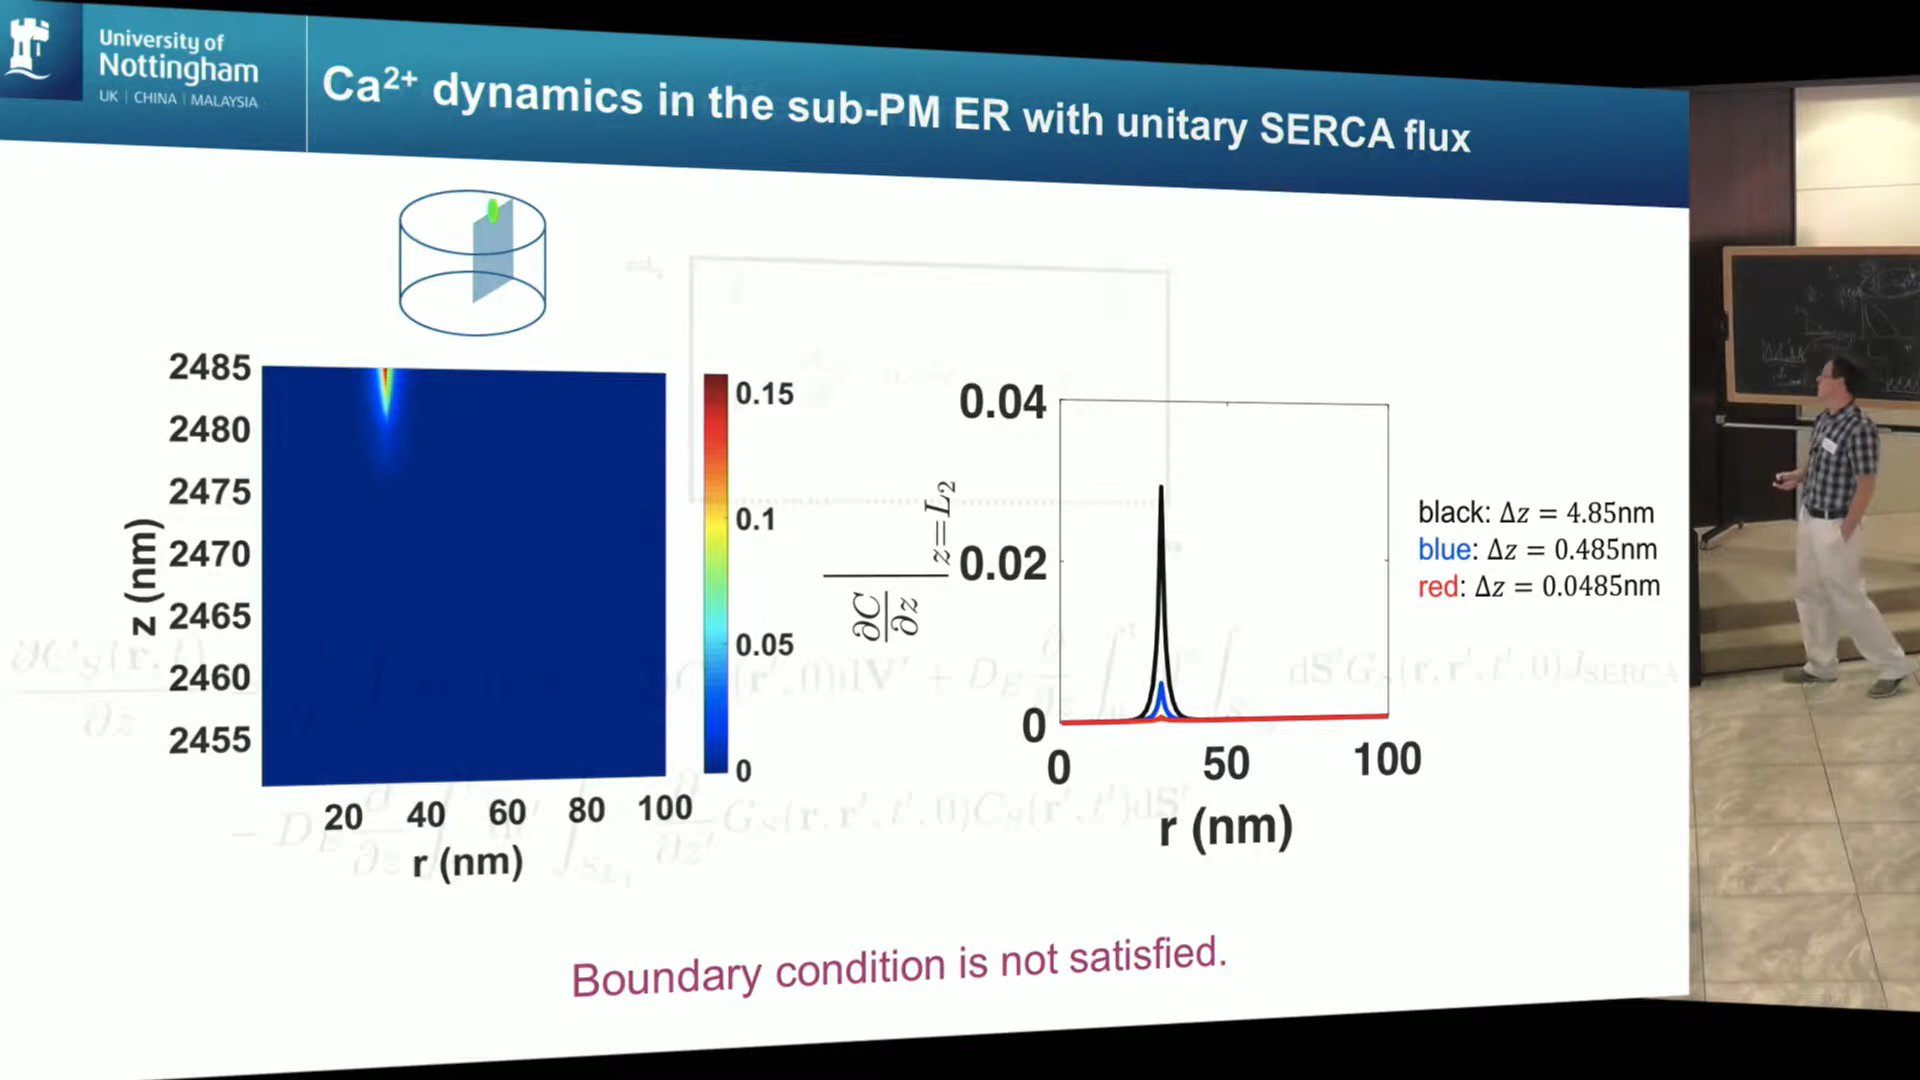 University of
Nottingham
UK | CHINA | MALAYSIA
Ca²⁺ dynamics in the sub-PM ER with unitary SERCA flux
2485
2480
2475
2470
2465
2460
2455
z (nm)
20 40 60 80 100
r (nm)
0.15
0.1
0.05
0
∂C/∂z z=L₂
0.04
0.02
0
0 50 100
r (nm)
black: Δz = 4.85nm
blue: Δz = 0.485nm
red: Δz = 0.0485nm
Boundary condition is not satisfied.